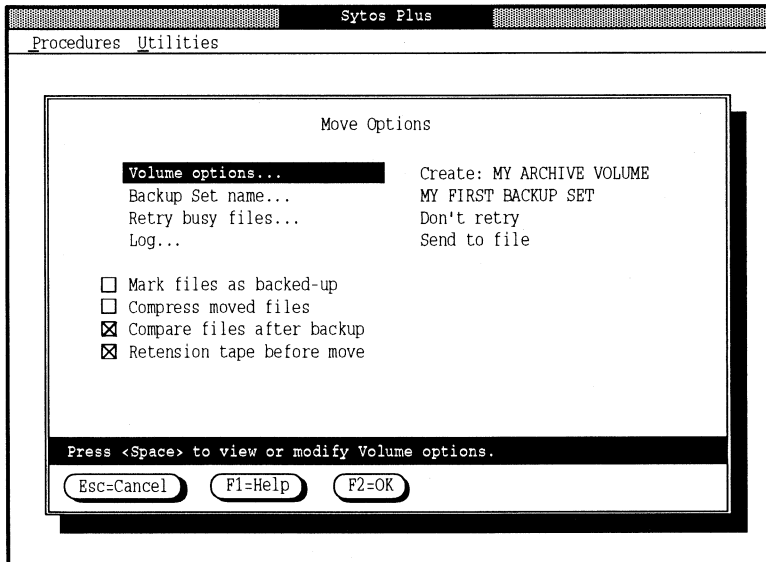 Sytos Plus
Procedures Utilities
Move Options
Volume options... Create: MY ARCHIVE VOLUME
Backup Set name... MY FIRST BACKUP SET
Retry busy files... Don't retry
Log... Send to file
Mark files as backed-up
Compress moved files
Compare files after backup
Retension tape before move
Press <Space> to view or modify Volume options.
Esc=Cancel F1=Help F2=OK